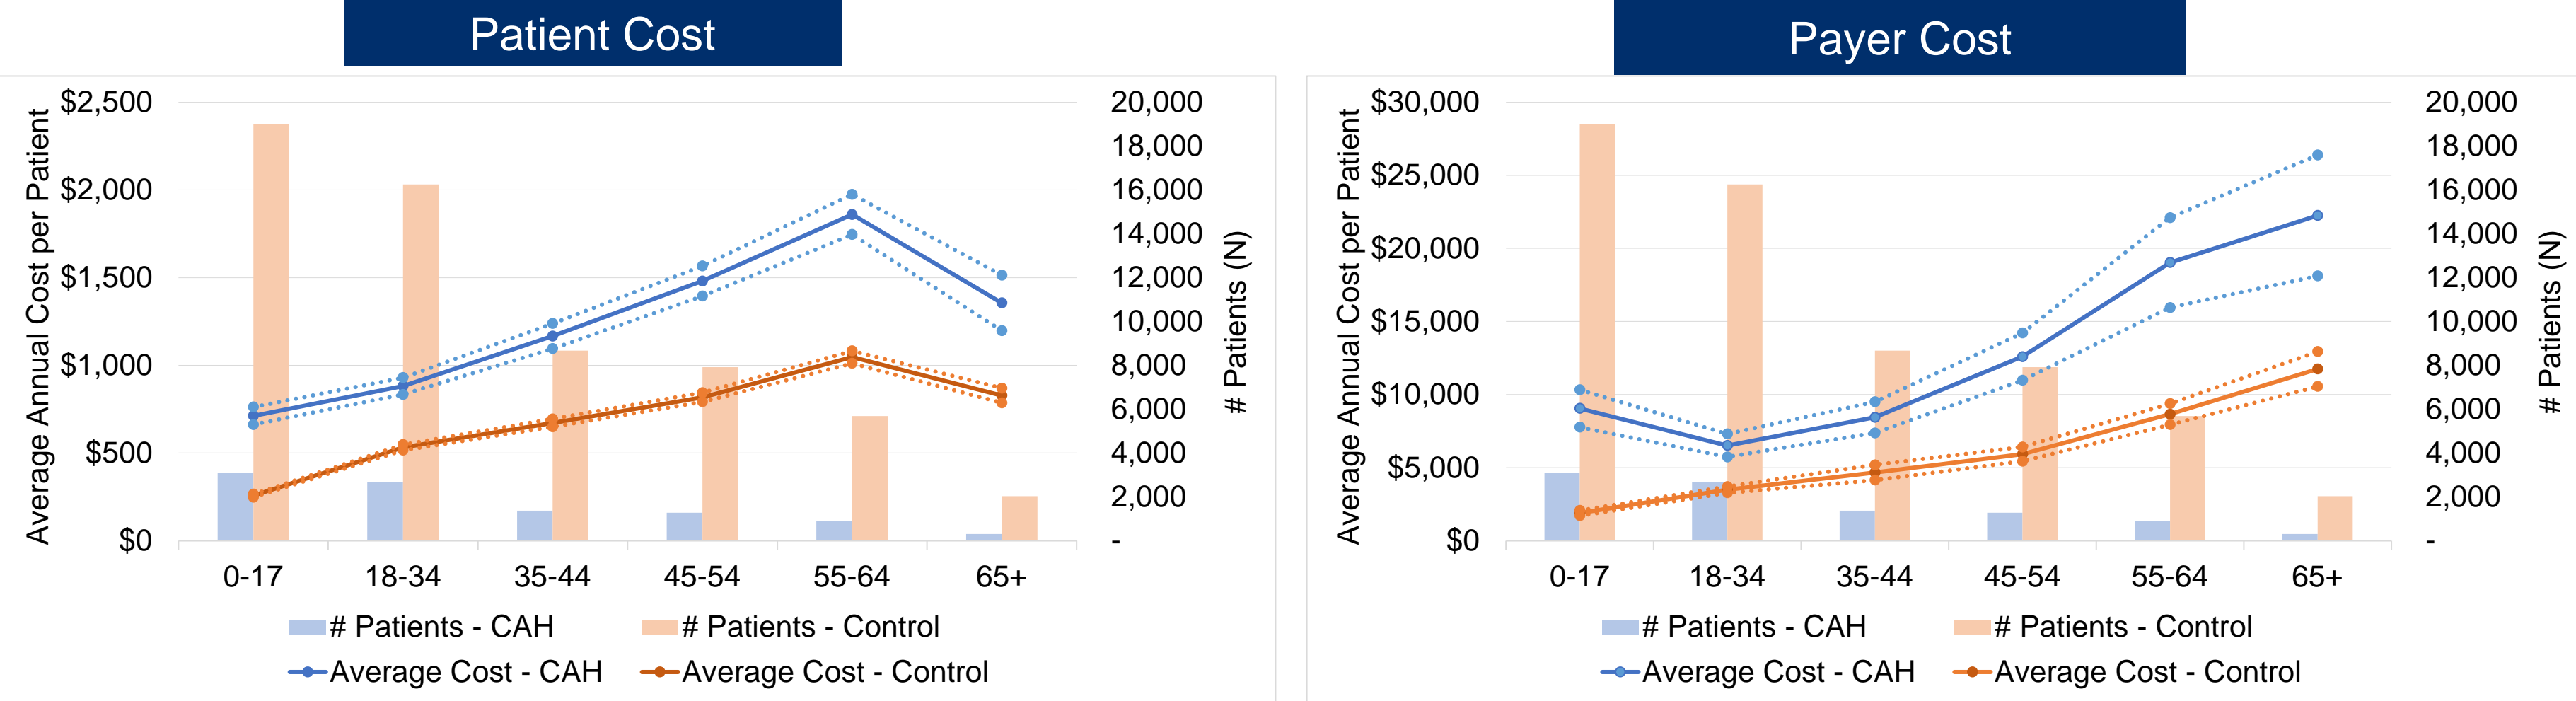 Patient Cost
Average Annual Cost per Patient
$2,500
$2,000
$1,500
$1,000
$500
$0
20,000
18,000
16,000
14,000
12,000
10,000
8,000
6,000
4,000
2,000
-
# Patients (N)
0-17 18-34 35-44 45-54 55-64 65+
# Patients - CAH # Patients - Control
Average Cost - CAH Average Cost - Control
Payer Cost
Average Annual Cost per Patient
$30,000
$25,000
$20,000
$15,000
$10,000
$5,000
$0
20,000
18,000
16,000
14,000
12,000
10,000
8,000
6,000
4,000
2,000
-
# Patients (N)
0-17 18-34 35-44 45-54 55-64 65+
# Patients - CAH # Patients - Control
Average Cost - CAH Average Cost - Control